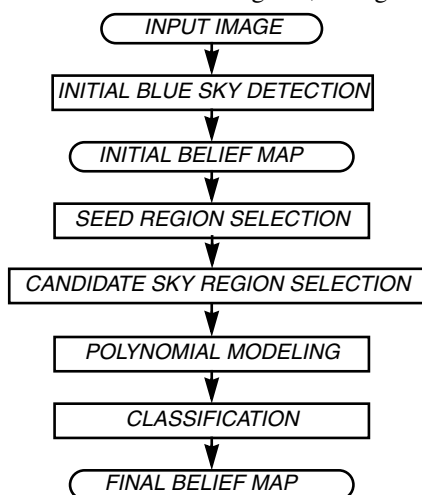 INPUT IMAGE
INITIAL BLUE SKY DETECTION
INITIAL BELIEF MAP
SEED REGION SELECTION
CANDIDATE SKY REGION SELECTION
POLYNOMIAL MODELING
CLASSIFICATION
FINAL BELIEF MAP